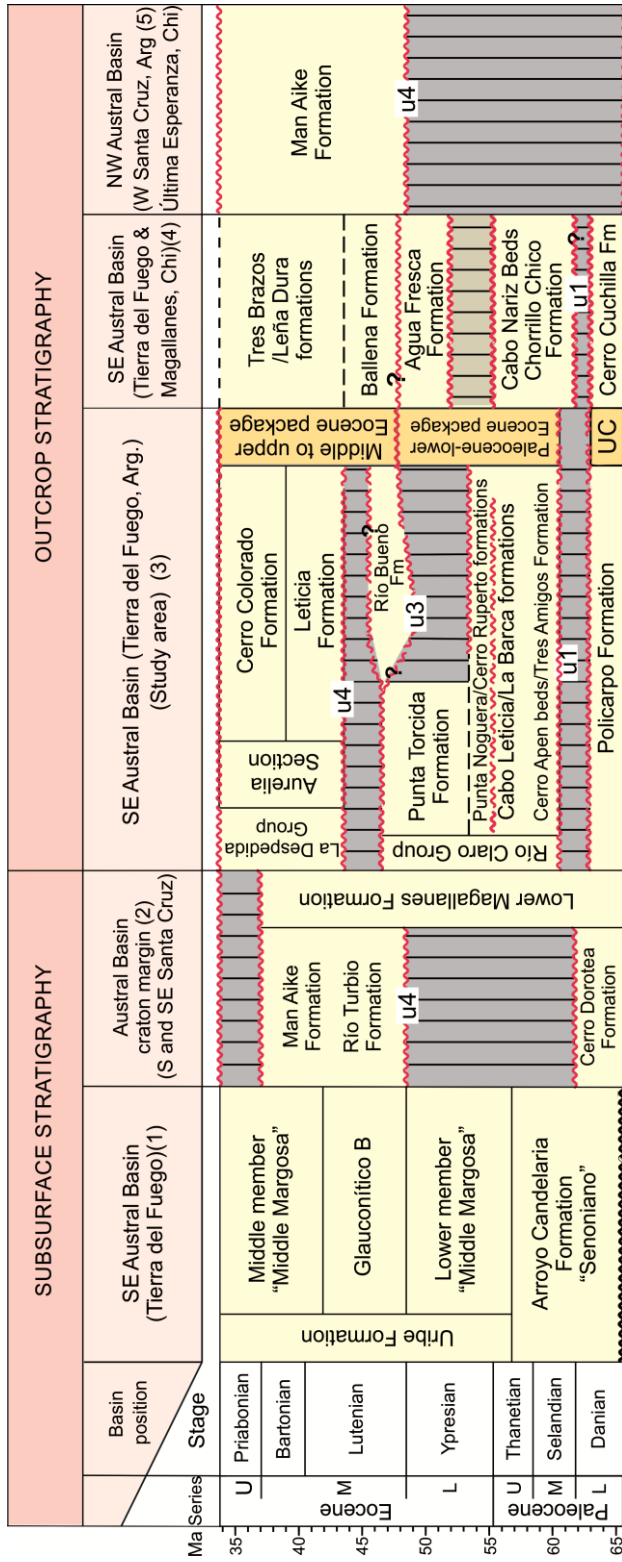 SUBSURFACE STRATIGRAPHY
OUTCROP STRATIGRAPHY
Basin
position
SE Austral Basin
(Tierra del Fuego)(1)
Austral Basin
craton margin (2)
(S and SE Santa Cruz)
SE Austral Basin (Tierra del Fuego, Arg.)
(Study area) (3)
SE Austral Basin
(Tierra del Fuego &
Magallanes, Chi)(4)
NW Austral Basin
(W Santa Cruz, Arg (5)
Última Esperanza, Chi)
Ma
Series
Stage
35
40
45
50
55
60
65
Eocene
Paleocene
U
M
L
U
M
L
Priabonian
Bartonian
Lutenian
Ypresian
Thanetian
Selandian
Danian
Uribe Formation
Middle member
"Middle Margosa"
Glauconítico B
Lower member
"Middle Margosa"
Arroyo Candelaria
Formation
"Senoniano"
Man Aike
Formation
Río Turbio
Formation
u4
Cerro Dorotea
Formation
Lower Magallanes Formation
La Despedida
Group
Aurelia
Section
Cerro Colorado
Formation
Leticia
Formation
u4
?
Río Bueno
Fm
?
u3
Punta Torcida
Formation
Río Claro Group
Punta Noguera/Cerro Ruperto formations
Cabo Leticia/La Barca formations
Cerro Apen beds/Tres Amigos Formation
u1
Policarpo Formation
Middle to upper
Eocene package
Paleocene-lower
Eocene package
UC
Tres Brazos
/Leña Dura
formations
Ballena Formation
?
Agua Fresca
Formation
Cabo Nariz Beds
Chorrillo Chico
Formation
u1
?
Cerro Cuchilla Fm
Man Aike
Formation
u4